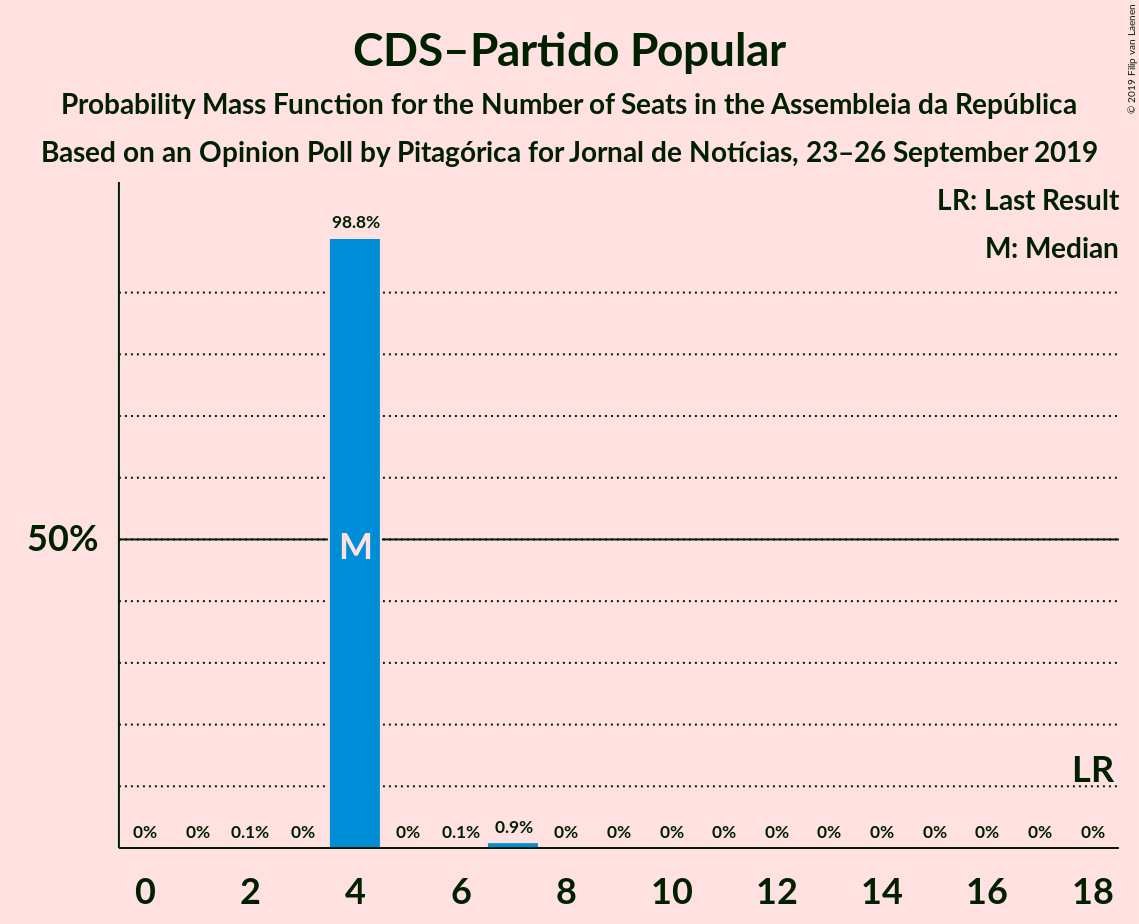 CDS–Partido Popular
Probability Mass Function for the Number of Seats in the Assembleia da República
Based on an Opinion Poll by Pitagórica for Jornal de Notícias, 23–26 September 2019
© 2019 Filip van Laenen
LR: Last Result
M: Median
98.8%
50%
M
LR
0% 0% 0.1% 0% 0% 0.1% 0.9% 0% 0% 0% 0% 0% 0% 0% 0% 0% 0% 0%
0 2 4 6 8 10 12 14 16 18